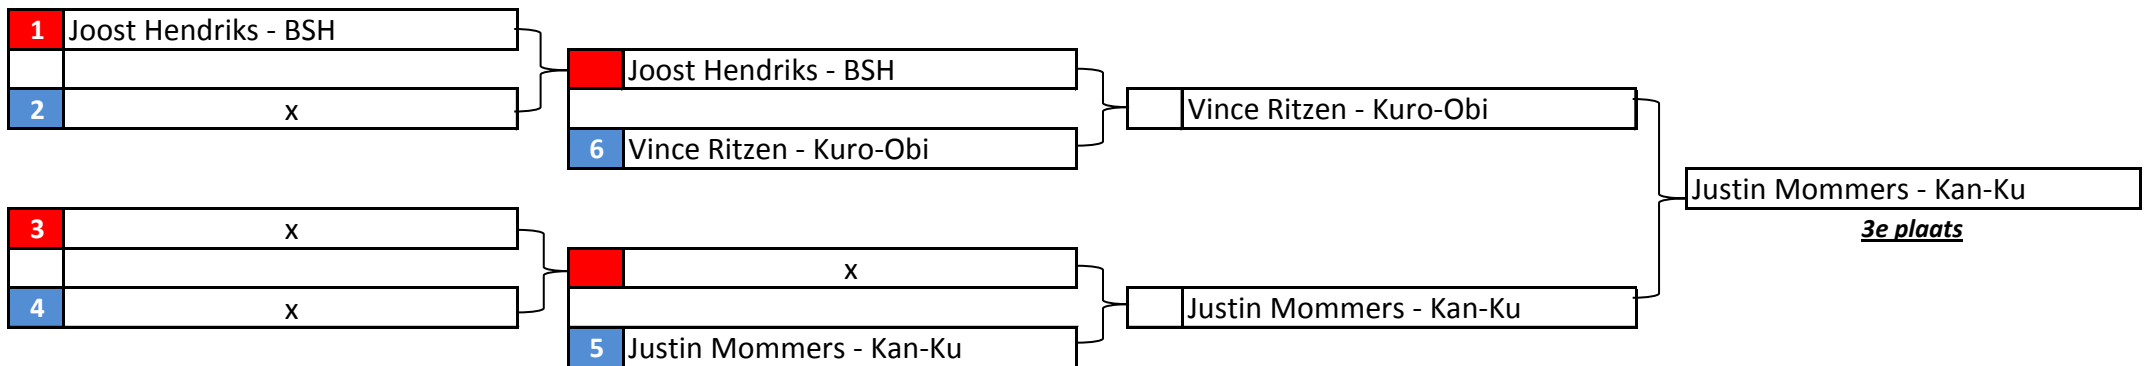 1 Joost Hendriks - BSH
2 x
3 x
4 x
Joost Hendriks - BSH
6 Vince Ritzen - Kuro-Obi
x
5 Justin Mommers - Kan-Ku
Vince Ritzen - Kuro-Obi
Justin Mommers - Kan-Ku
Justin Mommers - Kan-Ku
3e plaats